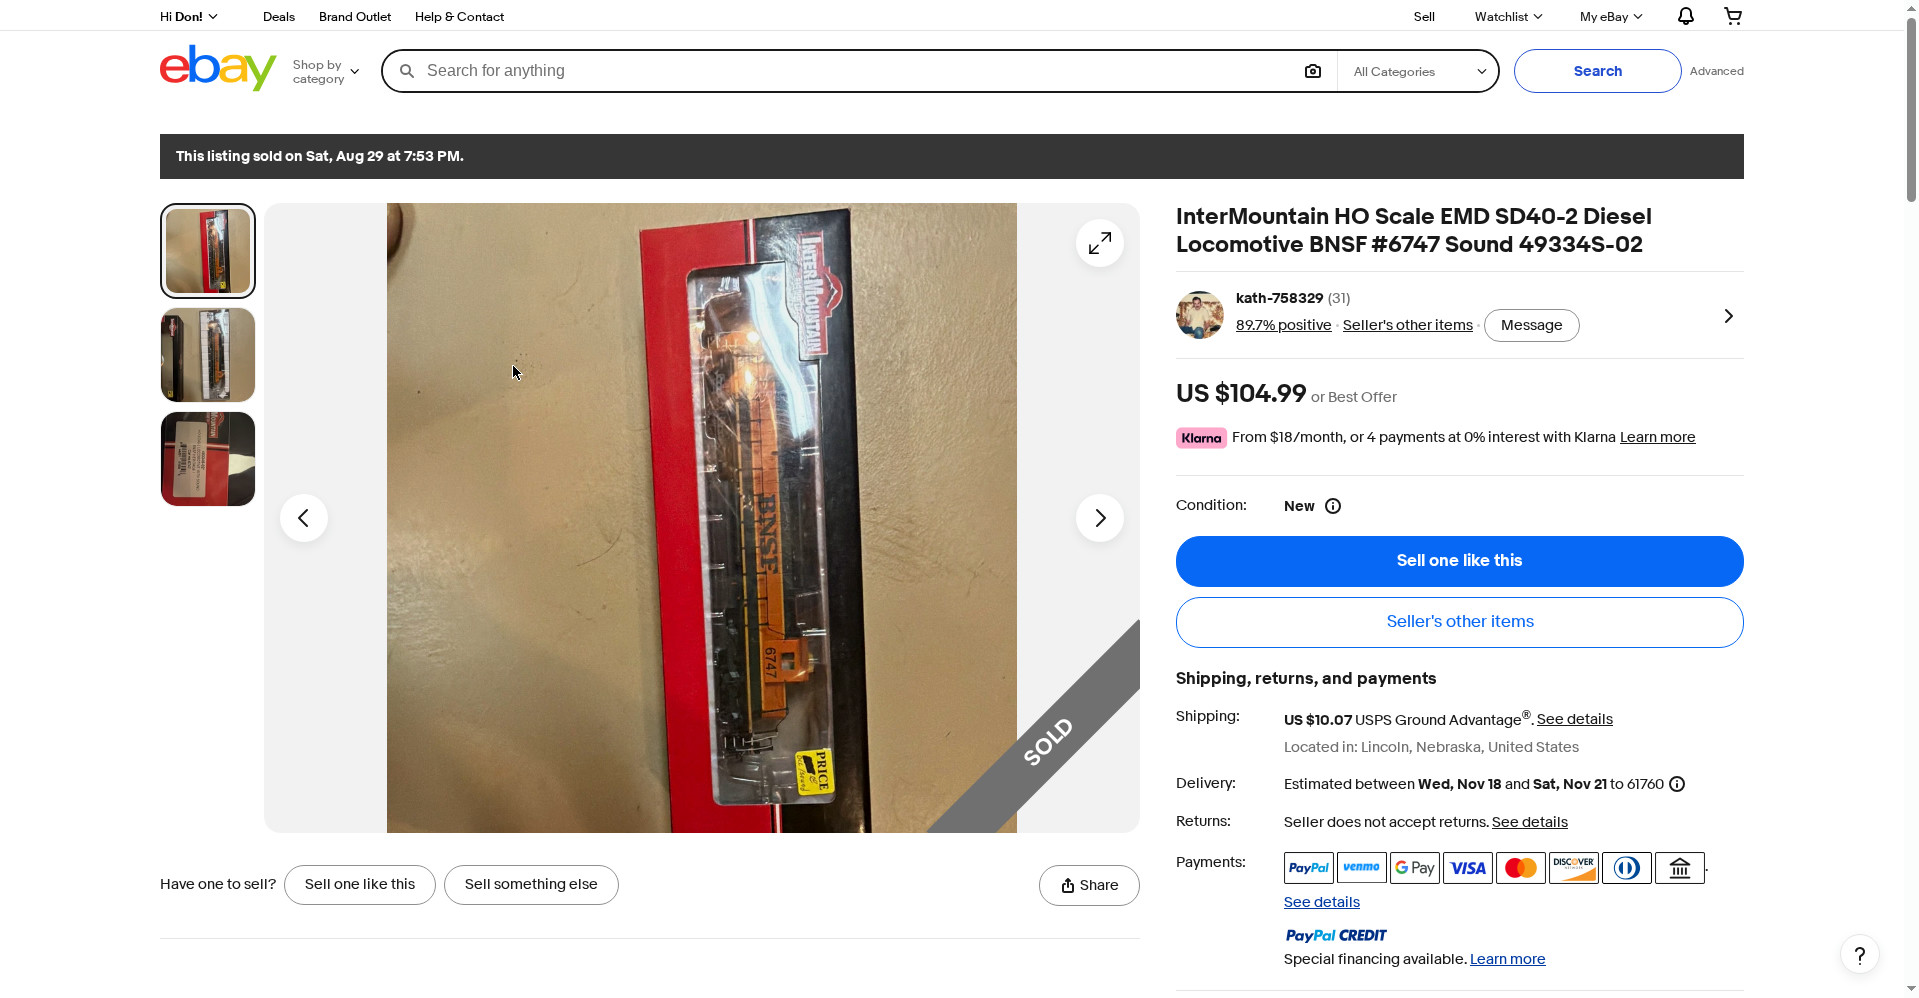 Hi Don!
Deals
Brand Outlet
Help & Contact
Sell
Watchlist
My eBay
ebay
Shop by
category
Search for anything
All Categories
Search
Advanced
This listing sold on Sat, Aug 29 at 7:53 PM.
INTERMOUNTAIN
BNSF
6747
PRICE
SOLD
InterMountain HO Scale EMD SD40-2 Diesel
Locomotive BNSF #6747 Sound 49334S-02
kath-758329 (31)
89.7% positive · Seller's other items · Message
US $104.99 or Best Offer
Klarna From $18/month, or 4 payments at 0% interest with Klarna Learn more
Condition: New
Sell one like this
Seller's other items
Shipping, returns, and payments
Shipping: US $10.07 USPS Ground Advantage®. See details
Located in: Lincoln, Nebraska, United States
Delivery: Estimated between Wed, Nov 18 and Sat, Nov 21 to 61760
Returns: Seller does not accept returns. See details
Payments: PayPal venmo G Pay VISA DISCOVER
See details
PayPal CREDIT
Special financing available. Learn more
Have one to sell? Sell one like this Sell something else
Share
?